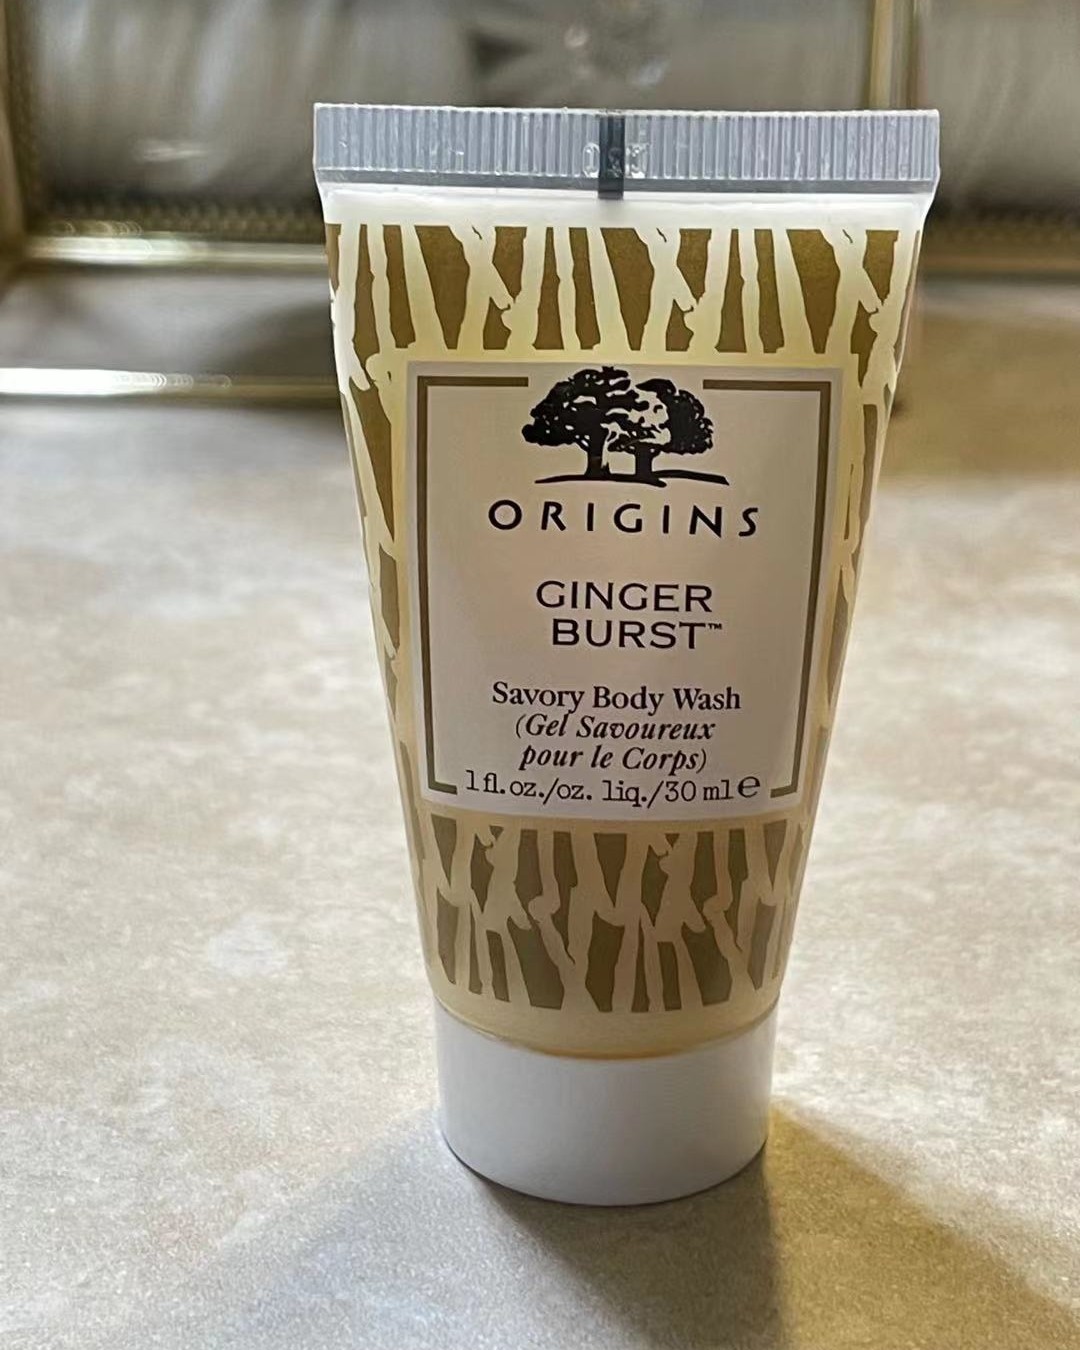 ORIGINS
GINGER
BURST™
Savory Body Wash
(Gel Savoureux
pour le Corps)
1 fl. oz./oz. liq./30 ml e